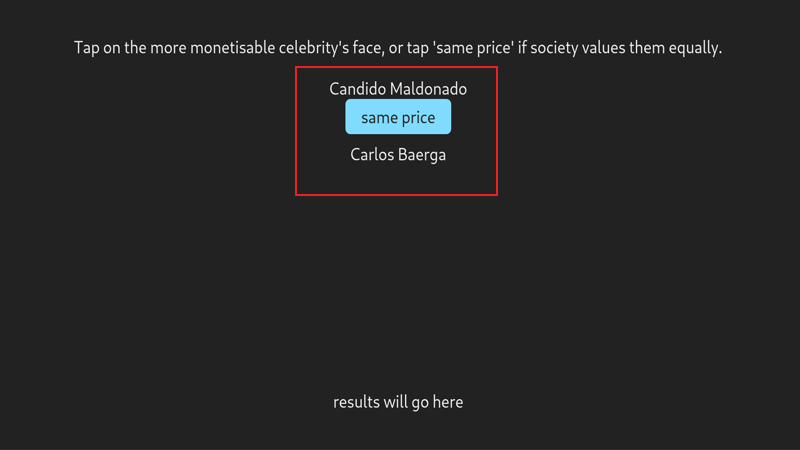 Tap on the more monetisable celebrity's face, or tap 'same price' if society values them equally.
Candido Maldonado
same price
Carlos Baerga
results will go here